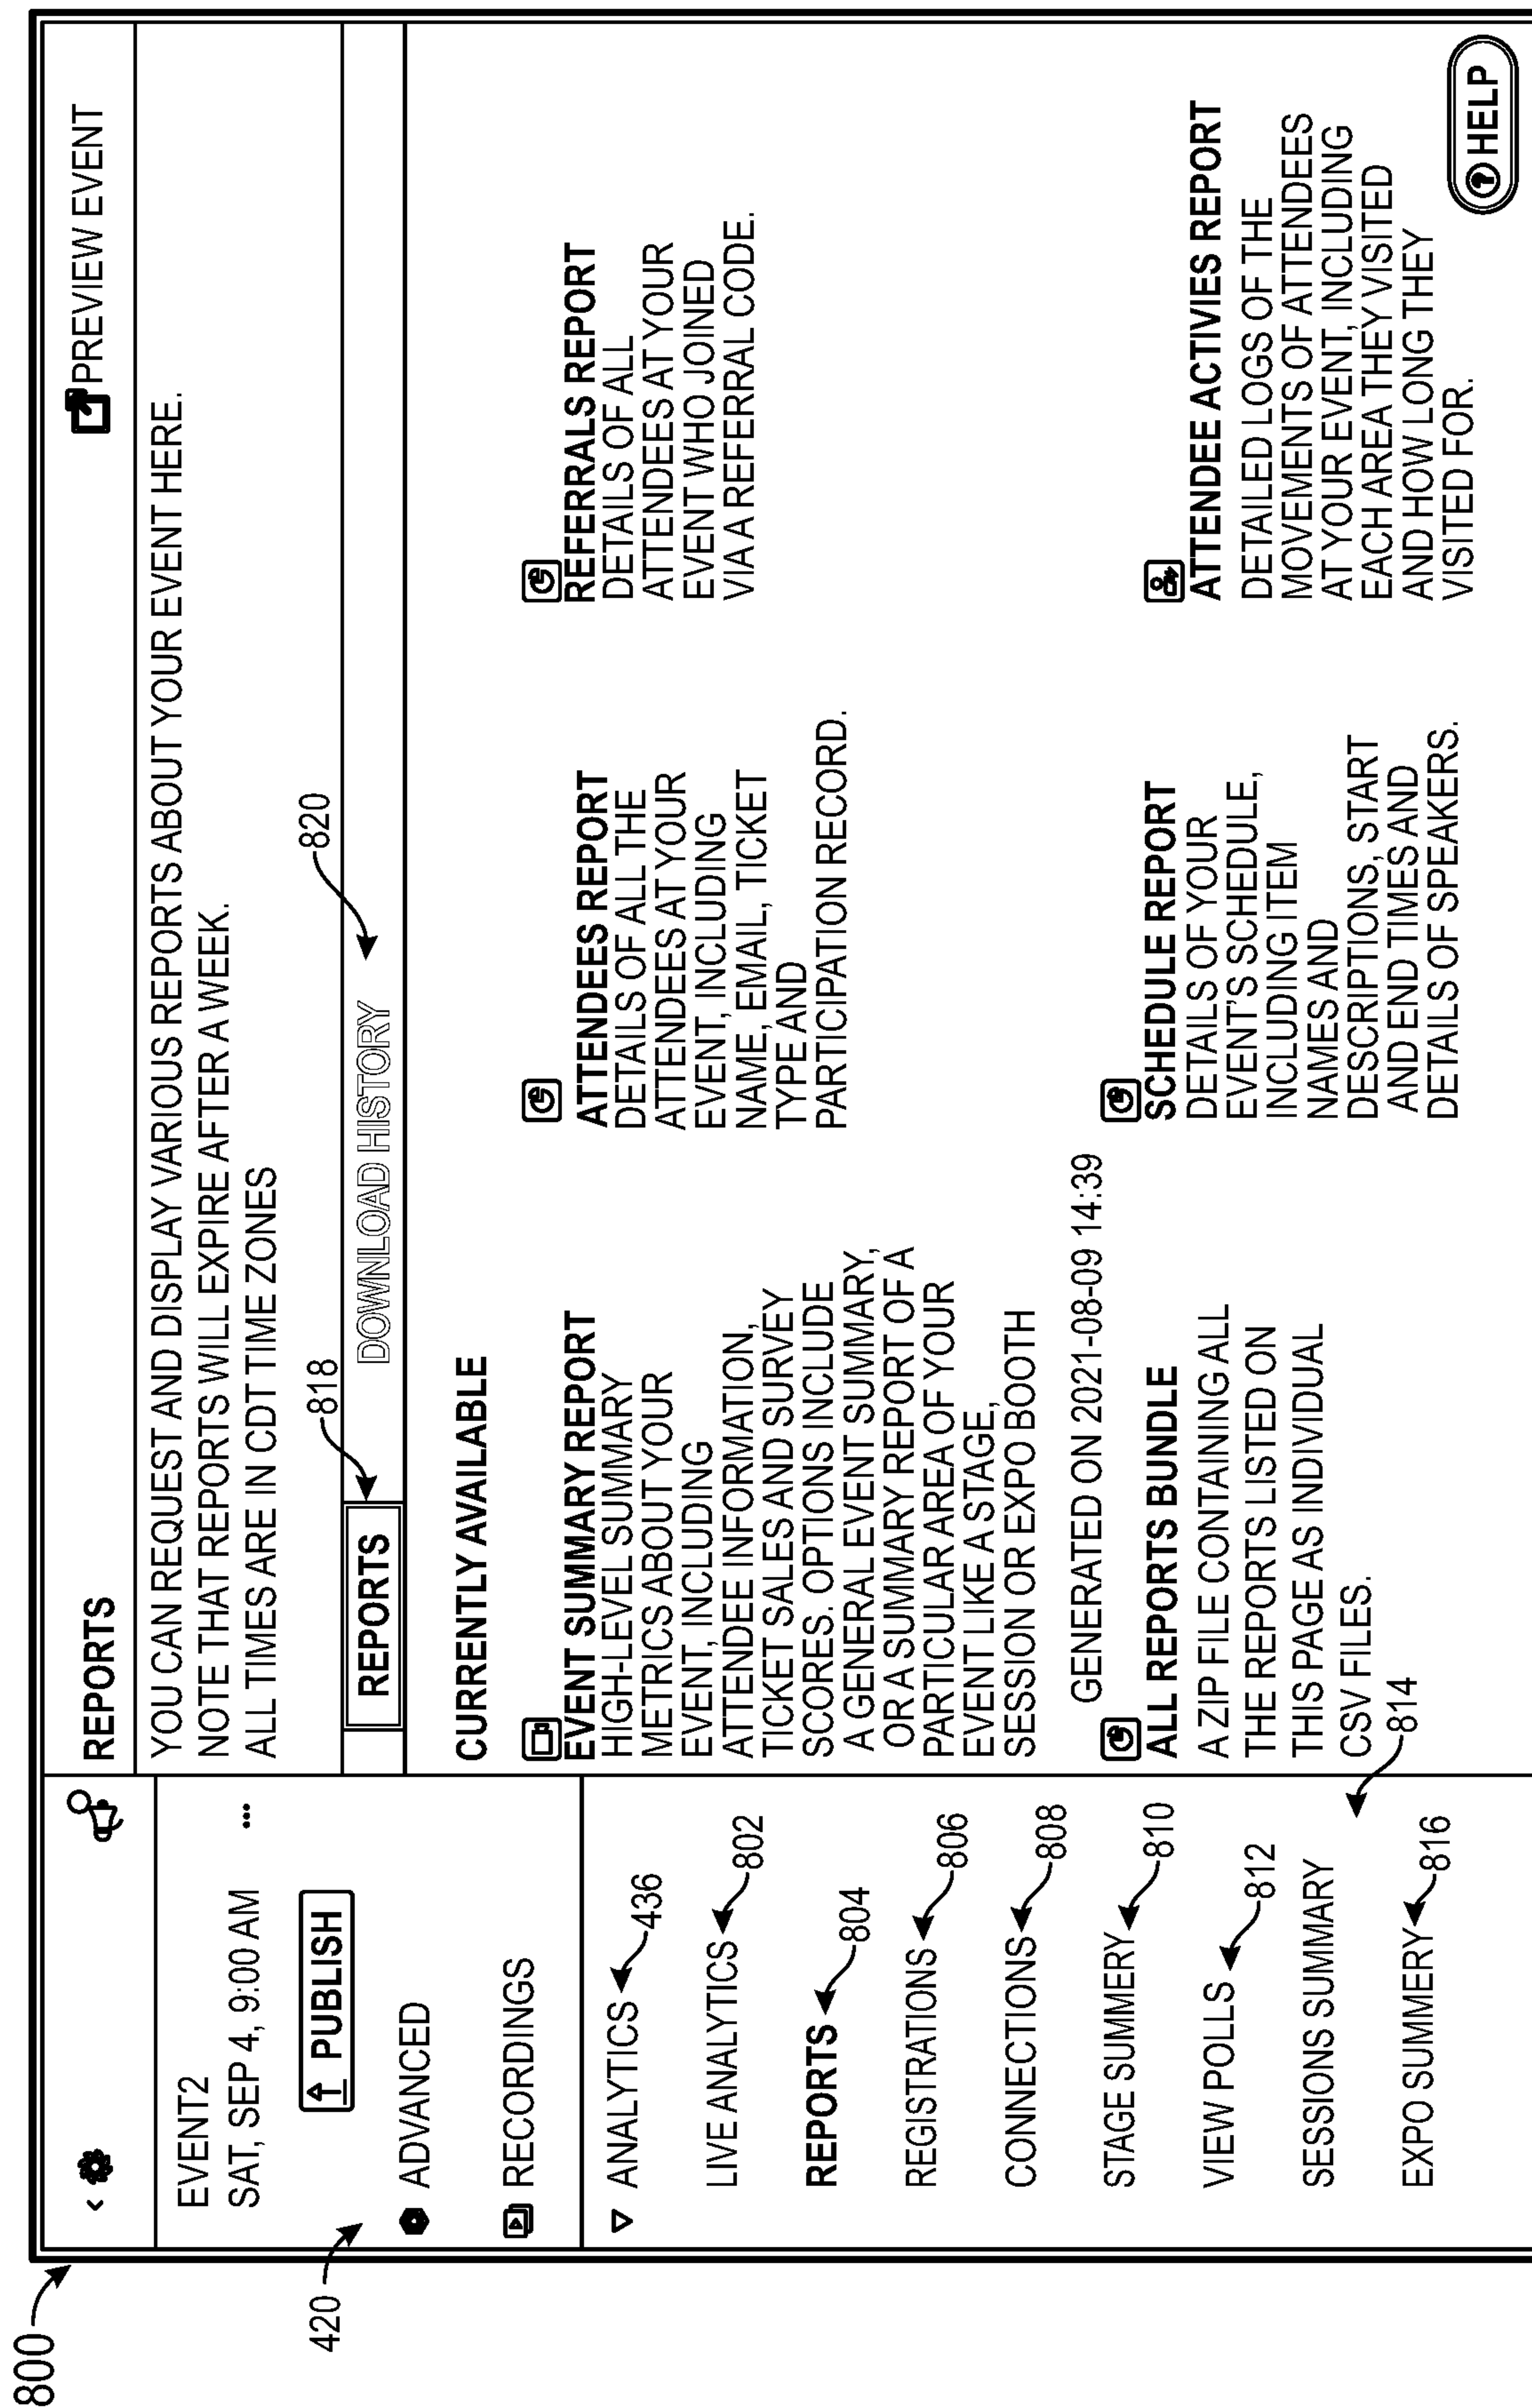 800
420
EVENT2
SAT, SEP 4, 9:00 AM ...
PUBLISH
ADVANCED
RECORDINGS
ANALYTICS 436
LIVE ANALYTICS 802
REPORTS 804
REGISTRATIONS 806
CONNECTIONS 808
STAGE SUMMERY 810
VIEW POLLS 812
SESSIONS SUMMARY
814
EXPO SUMMERY 816
REPORTS
PREVIEW EVENT
YOU CAN REQUEST AND DISPLAY VARIOUS REPORTS ABOUT YOUR EVENT HERE.
NOTE THAT REPORTS WILL EXPIRE AFTER A WEEK.
ALL TIMES ARE IN CDT TIME ZONES
818
820
REPORTS
DOWNLOAD HISTORY
CURRENTLY AVAILABLE
EVENT SUMMARY REPORT
HIGH-LEVEL SUMMARY
METRICS ABOUT YOUR
EVENT, INCLUDING
ATTENDEE INFORMATION,
TICKET SALES AND SURVEY
SCORES. OPTIONS INCLUDE
A GENERAL EVENT SUMMARY,
OR A SUMMARY REPORT OF A
PARTICULAR AREA OF YOUR
EVENT LIKE A STAGE,
SESSION OR EXPO BOOTH
GENERATED ON 2021-08-09 14:39
ATTENDEES REPORT
DETAILS OF ALL THE
ATTENDEES AT YOUR
EVENT, INCLUDING
NAME, EMAIL, TICKET
TYPE AND
PARTICIPATION RECORD.
REFERRALS REPORT
DETAILS OF ALL
ATTENDEES AT YOUR
EVENT WHO JOINED
VIA A REFERRAL CODE.
ALL REPORTS BUNDLE
A ZIP FILE CONTAINING ALL
THE REPORTS LISTED ON
THIS PAGE AS INDIVIDUAL
CSV FILES.
SCHEDULE REPORT
DETAILS OF YOUR
EVENT'S SCHEDULE,
INCLUDING ITEM
NAMES AND
DESCRIPTIONS, START
AND END TIMES AND
DETAILS OF SPEAKERS.
ATTENDEE ACTIVIES REPORT
DETAILED LOGS OF THE
MOVEMENTS OF ATTENDEES
AT YOUR EVENT, INCLUDING
EACH AREA THEY VISITED
AND HOW LONG THEY
VISITED FOR.
? HELP